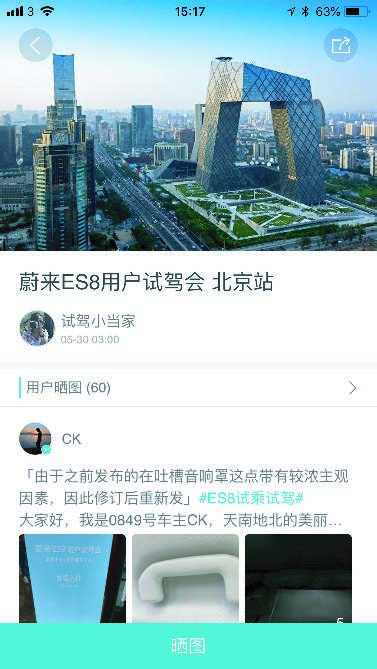 3 15:17 63%
蔚来ES8用户试驾会 北京站
试驾小当家
05-30 03:00
用户晒图 (60)
CK
「由于之前发布的在吐槽音响罩这点带有较浓主观
因素，因此修订后重新发」#ES8试乘试驾#
大家好，我是0849号车主CK，天南地北的美丽...
蔚来ES8用户试驾会
5
晒图